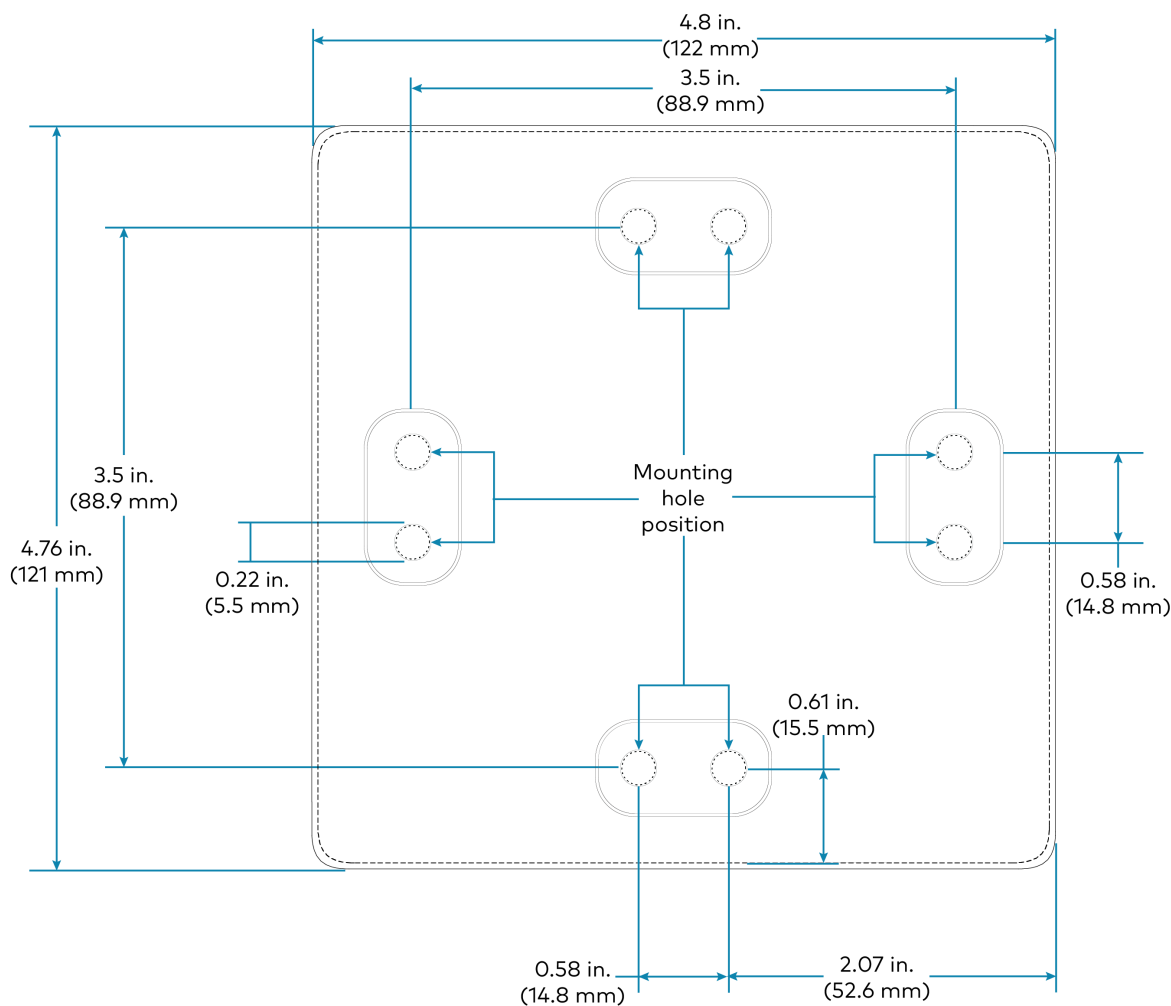 4.8 in.
(122 mm)
3.5 in.
(88.9 mm)
3.5 in.
(88.9 mm)
Mounting
hole
position
4.76 in.
(121 mm)
0.22 in.
(5.5 mm)
0.58 in.
(14.8 mm)
0.61 in.
(15.5 mm)
0.58 in.
(14.8 mm)
2.07 in.
(52.6 mm)